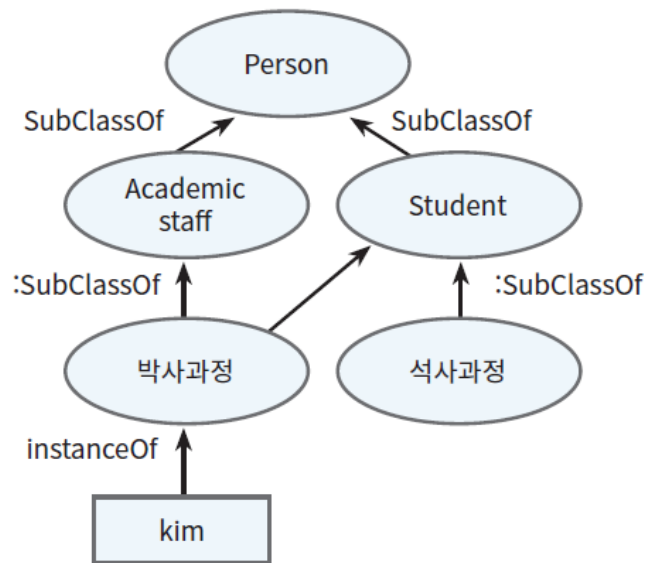 Person
SubClassOf
SubClassOf
Academic
staff
Student
:SubClassOf
:SubClassOf
박사과정
석사과정
instanceOf
kim